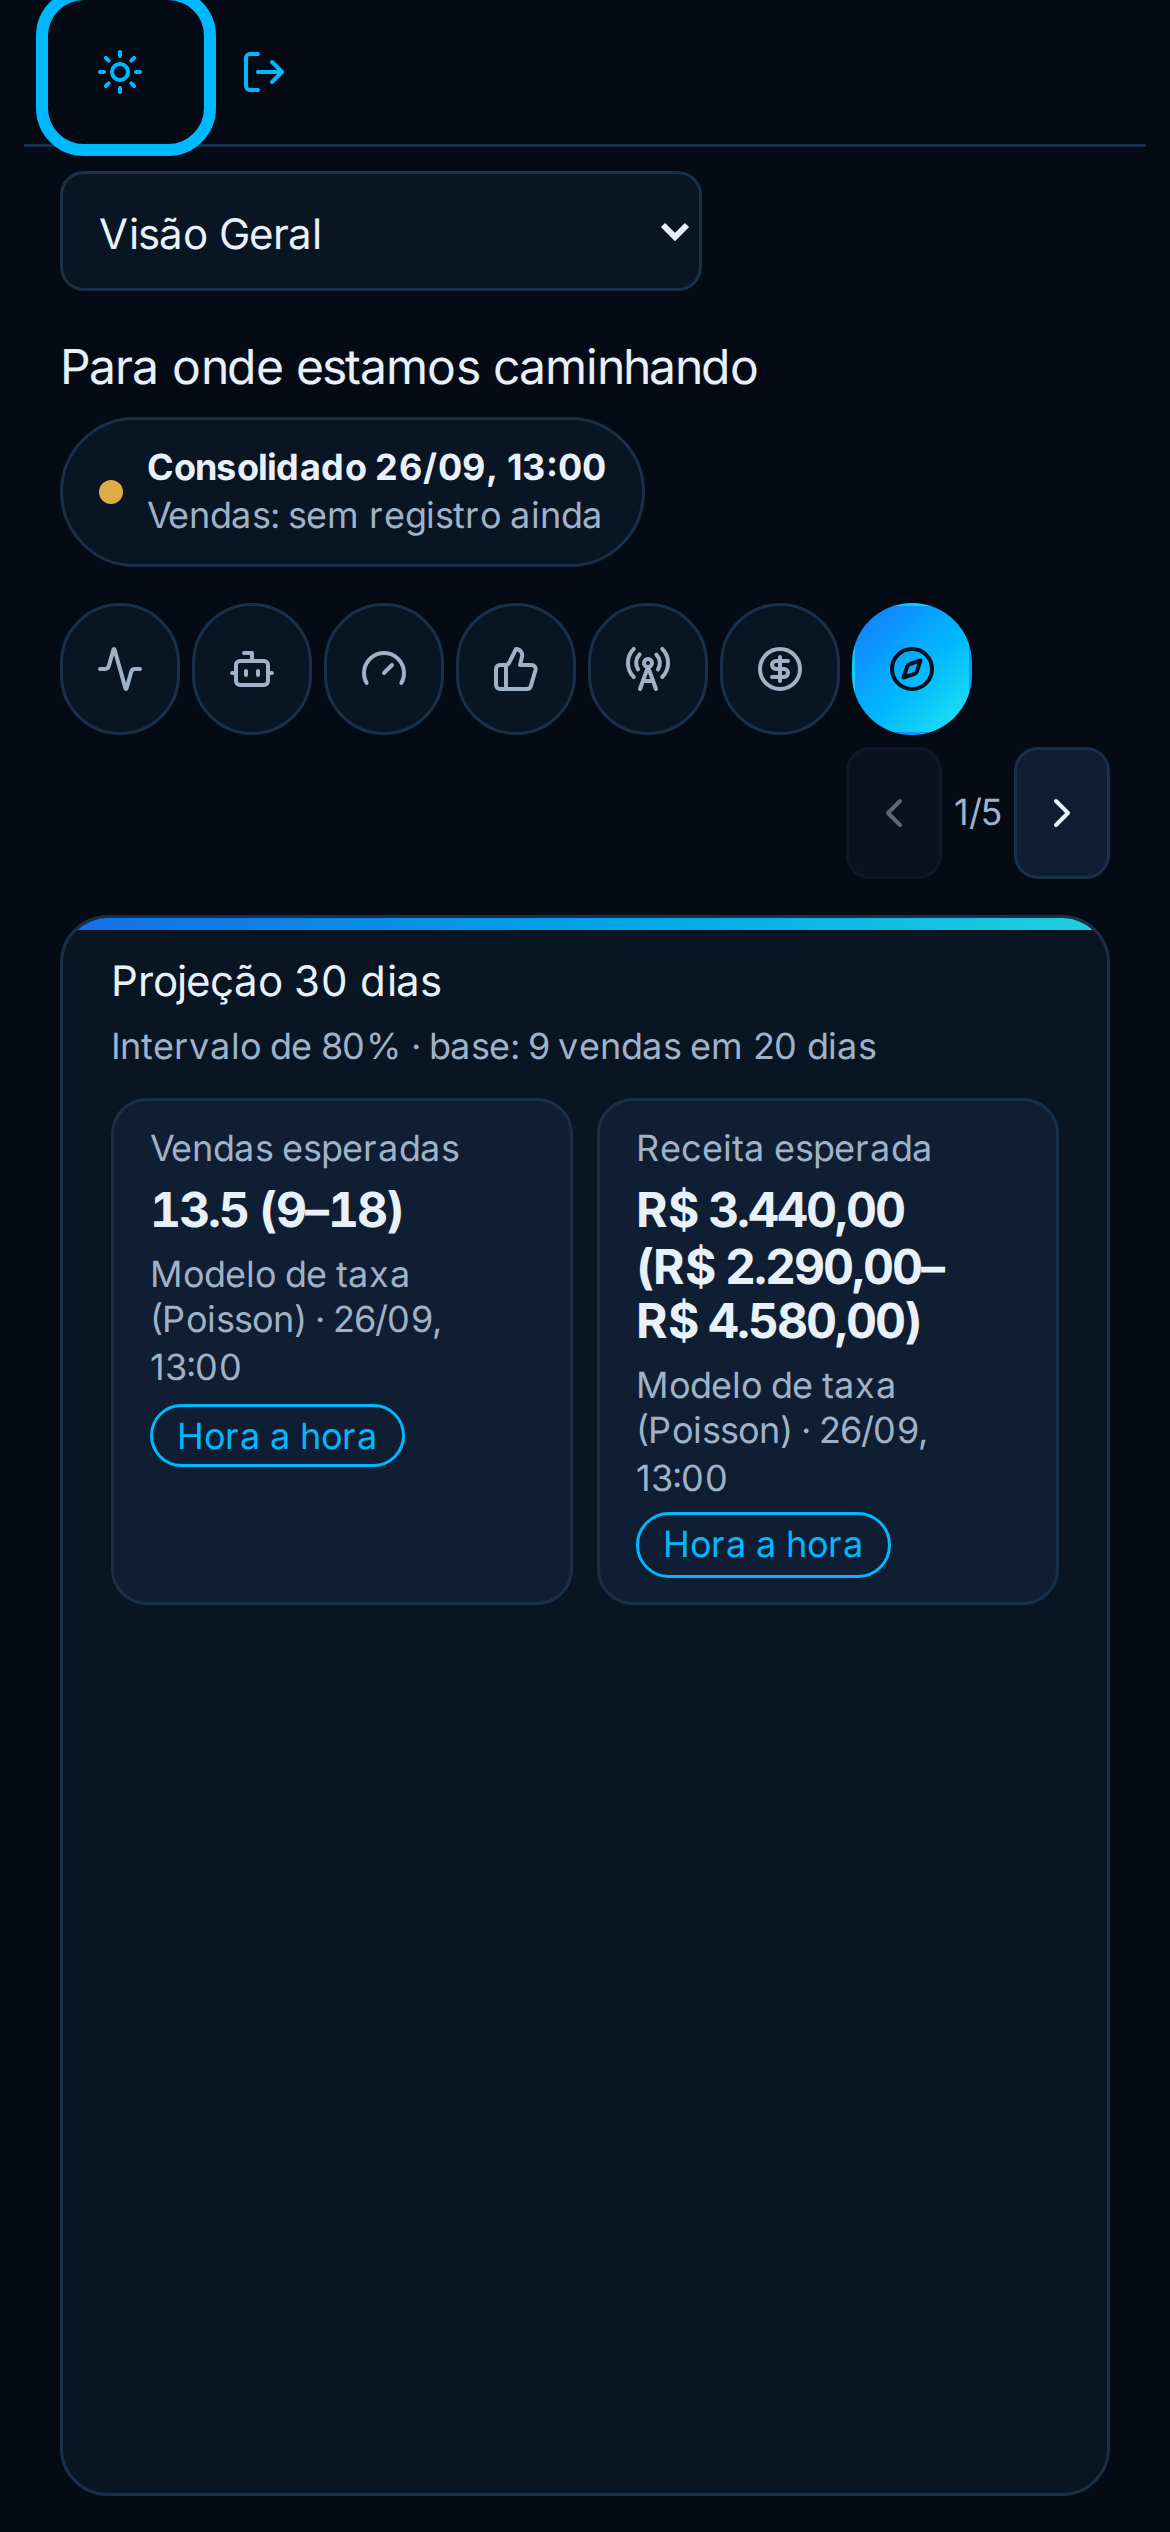 Visão Geral
Para onde estamos caminhando
Consolidado 26/09, 13:00
Vendas: sem registro ainda
1/5
Projeção 30 dias
Intervalo de 80% · base: 9 vendas em 20 dias
Vendas esperadas
13.5 (9–18)
Modelo de taxa
(Poisson) · 26/09,
13:00
Hora a hora
Receita esperada
R$ 3.440,00
(R$ 2.290,00–
R$ 4.580,00)
Modelo de taxa
(Poisson) · 26/09,
13:00
Hora a hora